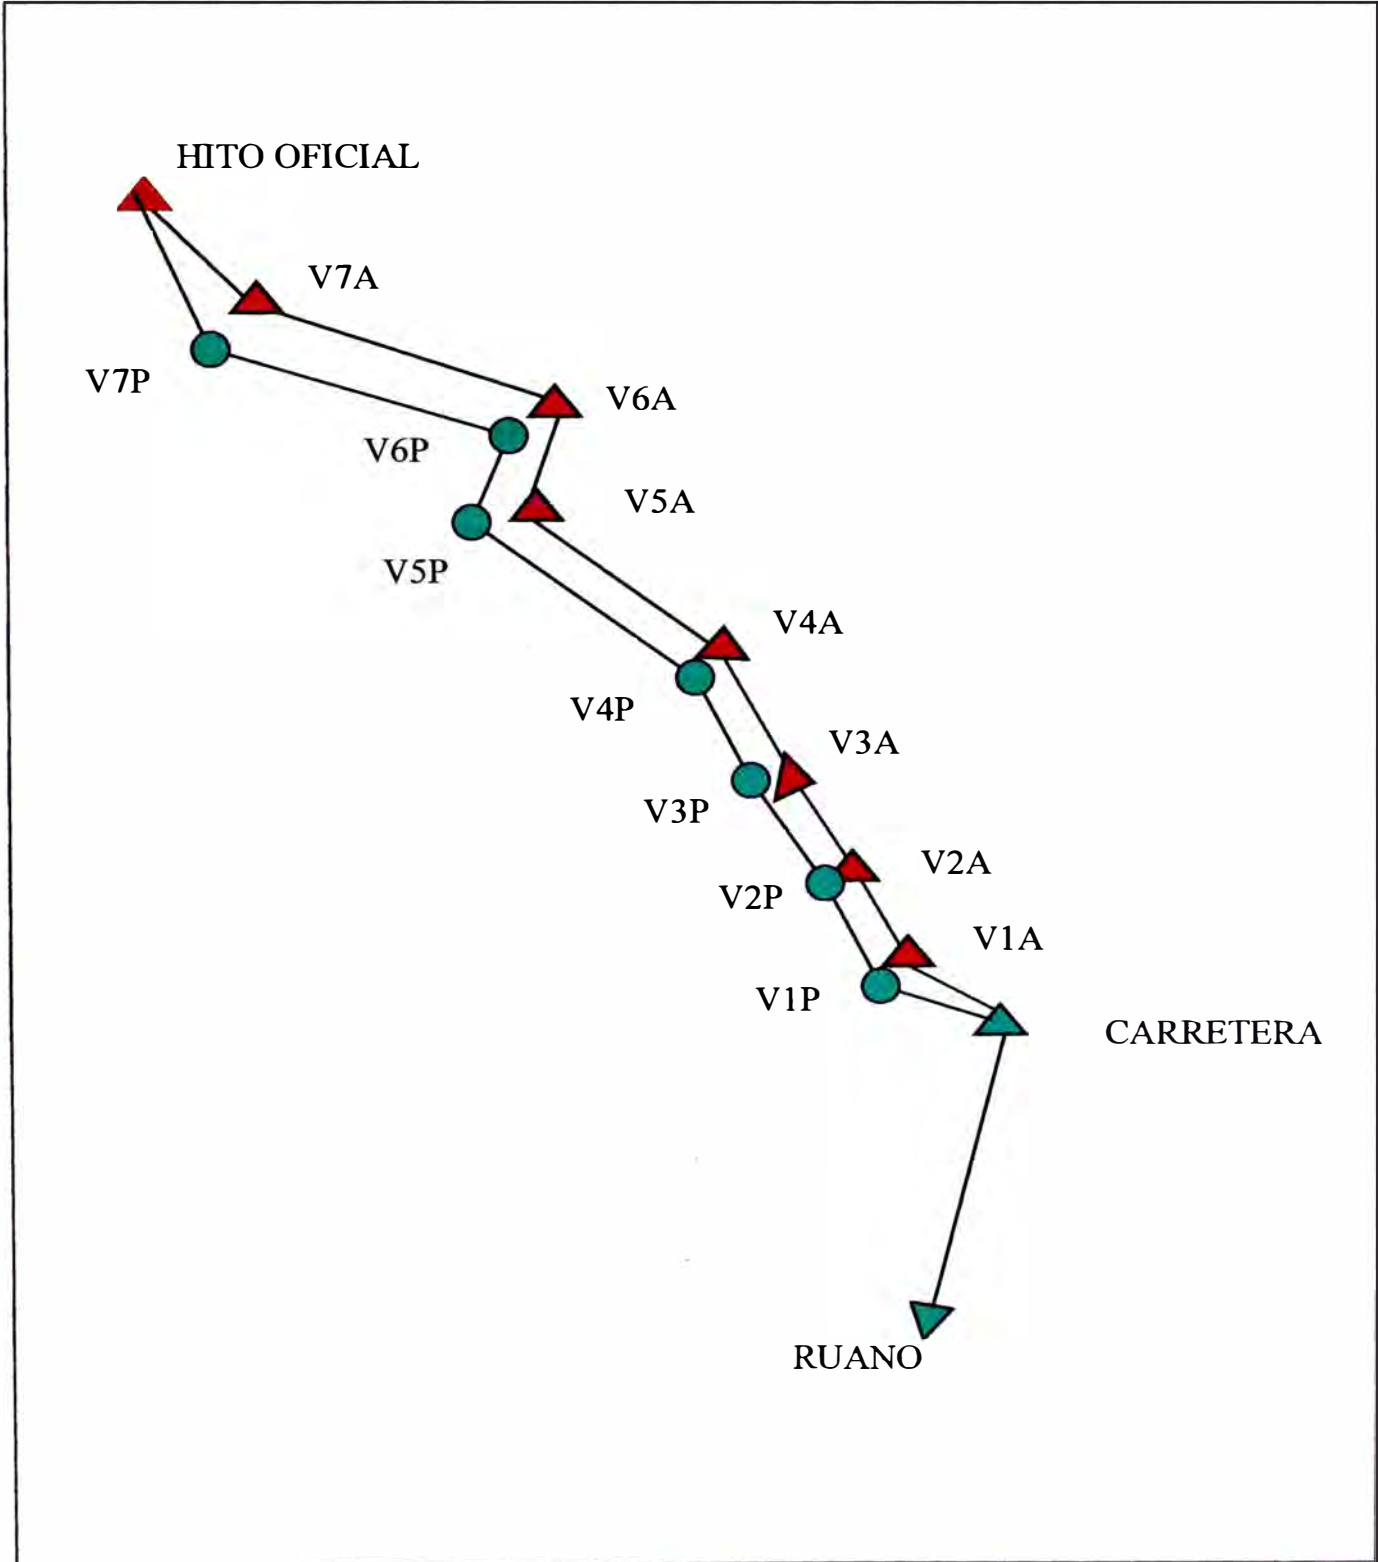 HITO OFICIAL
V7A
V7P
V6A
V6P
V5A
V5P
V4A
V4P
V3A
V3P
V2A
V2P
V1A
V1P
CARRETERA
RUANO